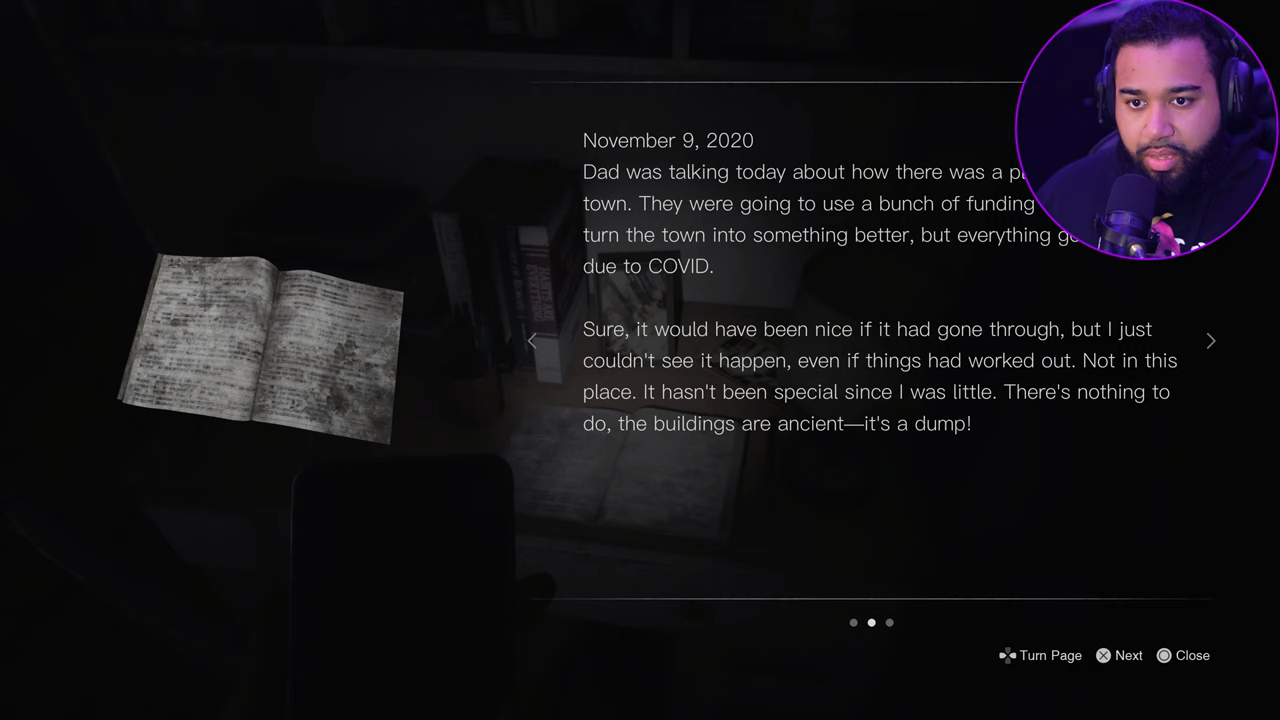 November 9, 2020
Dad was talking today about how there was a
town. They were going to use a bunch of funding
turn the town into something better, but everything
due to COVID.
Sure, it would have been nice if it had gone through, but I just
couldn't see it happen, even if things had worked out. Not in this
place. It hasn't been special since I was little. There's nothing to
do, the buildings are ancient—it's a dump!
Turn Page Next Close